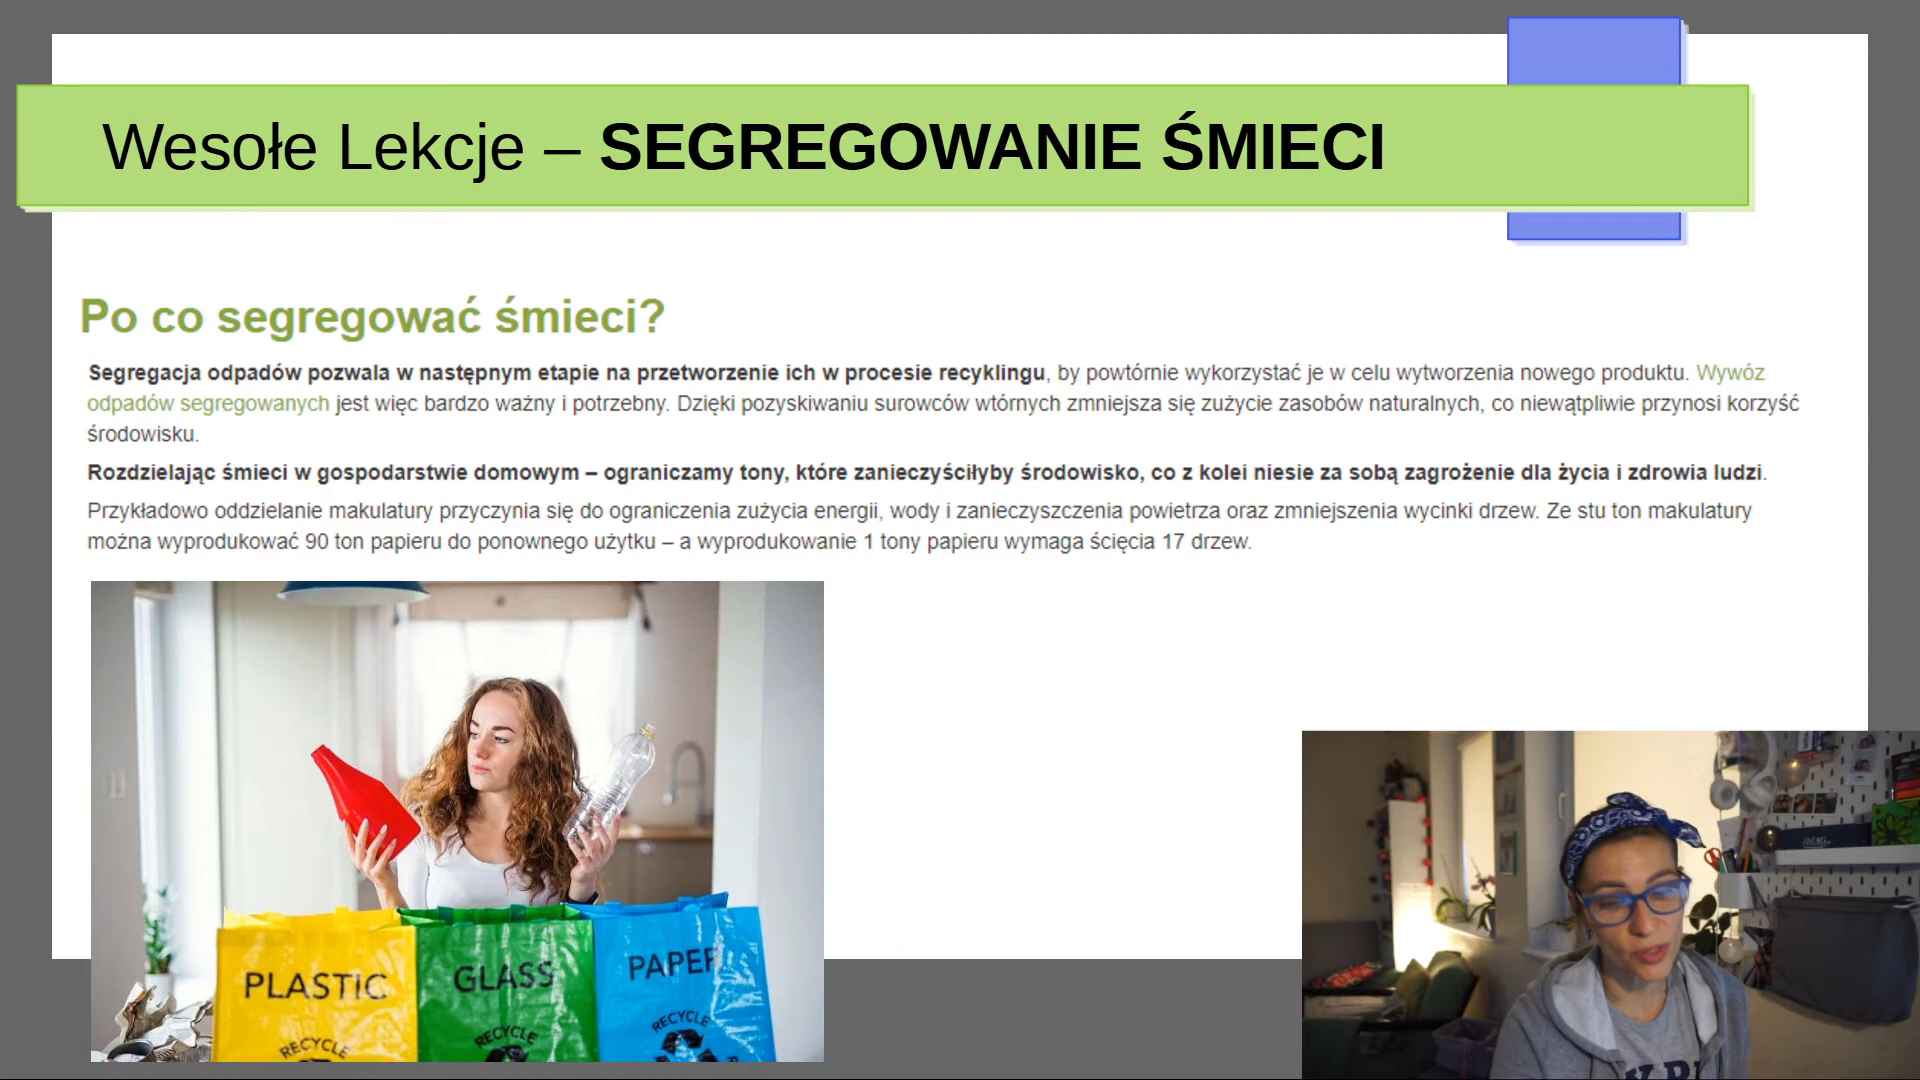 Wesołe Lekcje – SEGREGOWANIE ŚMIECI
Po co segregować śmieci?
Segregacja odpadów pozwala w następnym etapie na przetworzenie ich w procesie recyklingu, by powtórnie wykorzystać je w celu wytworzenia nowego produktu. Wywóz
odpadów segregowanych jest więc bardzo ważny i potrzebny. Dzięki pozyskiwaniu surowców wtórnych zmniejsza się zużycie zasobów naturalnych, co niewątpliwie przynosi korzyść
środowisku.
Rozdzielając śmieci w gospodarstwie domowym – ograniczamy tony, które zanieczyściłyby środowisko, co z kolei niesie za sobą zagrożenie dla życia i zdrowia ludzi.
Przykładowo oddzielanie makulatury przyczynia się do ograniczenia zużycia energii, wody i zanieczyszczenia powietrza oraz zmniejszenia wycinki drzew. Ze stu ton makulatury
można wyprodukować 90 ton papieru do ponownego użytku – a wyprodukowanie 1 tony papieru wymaga ścięcia 17 drzew.
PLASTIC
GLASS
PAPER
RECYCLE
RECYCLE
RECYCLE